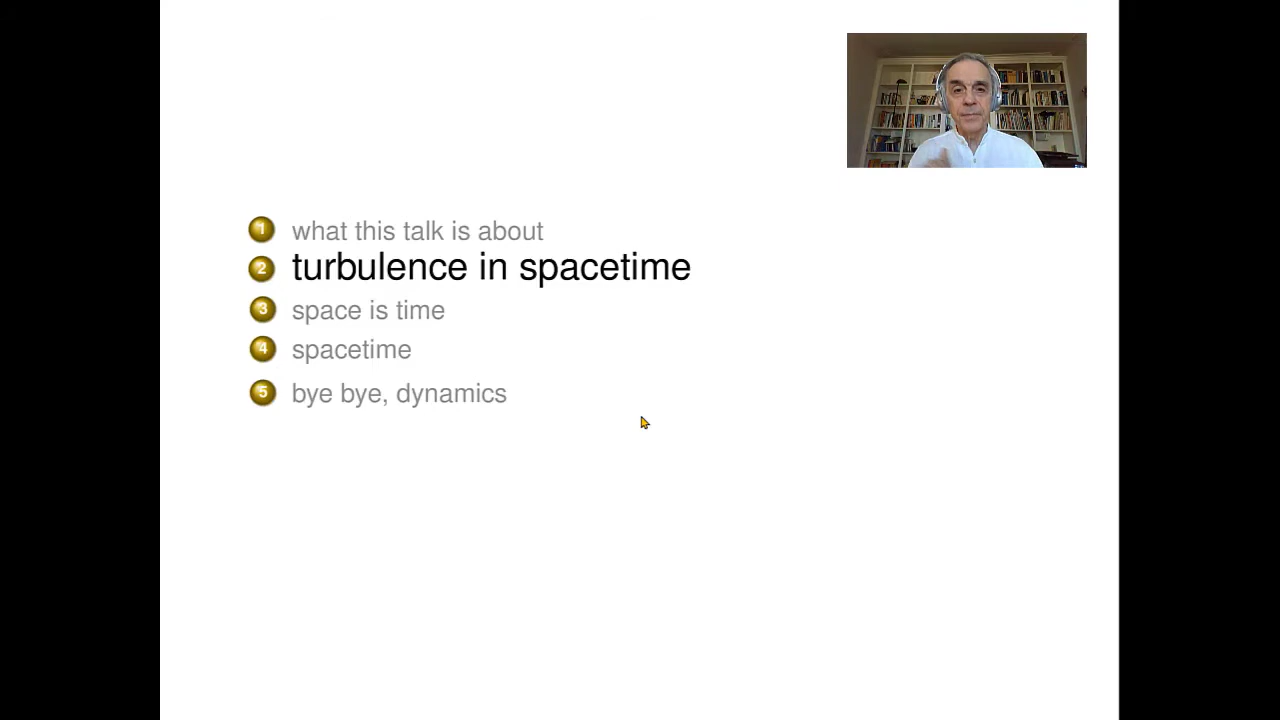 1 what this talk is about
2 turbulence in spacetime
3 space is time
4 spacetime
5 bye bye, dynamics